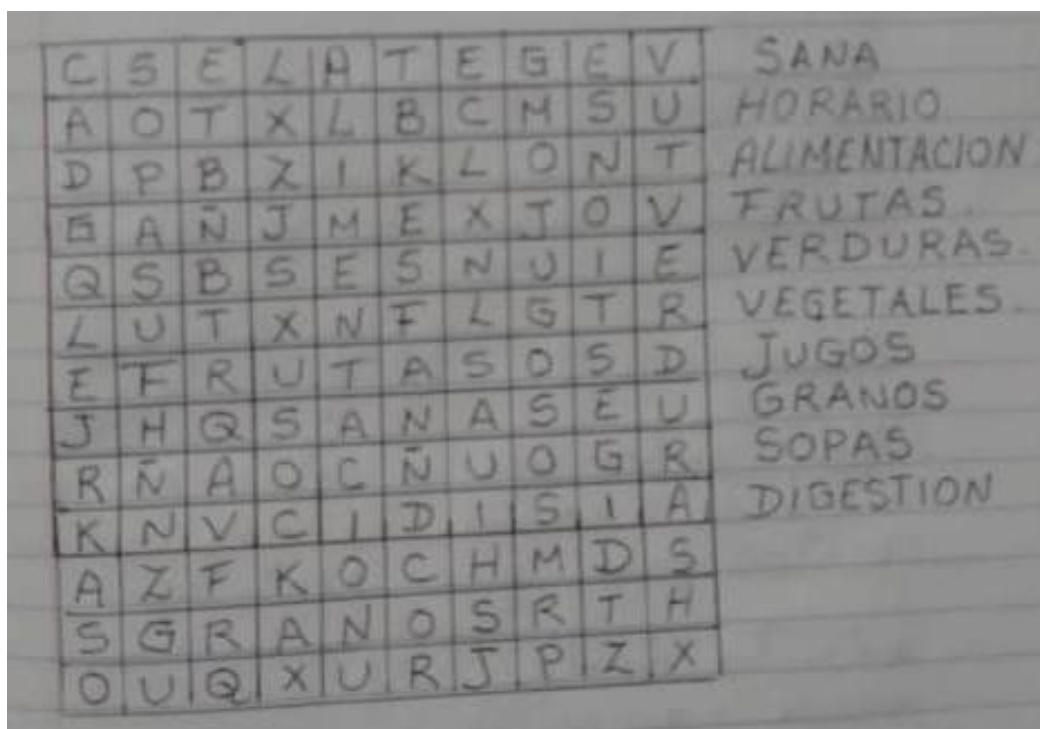 C S E L A T E G E V SANA
A O T X L B C M S U HORARIO
D P B Z I K L O N T ALIMENTACION
G A Ñ J M E X J O V FRUTAS.
Q S B S E S N U I E VERDURAS.
L U T X N F L G T R VEGETALES.
E F R U T A S O S D JUGOS
J H Q S A N A S E U GRANOS
R Ñ A O C Ñ U O G R SOPAS
K N V C I D I S I A DIGESTION
A Z F K O C H M D S
S G R A N O S R T H
O U Q X U R J P Z X